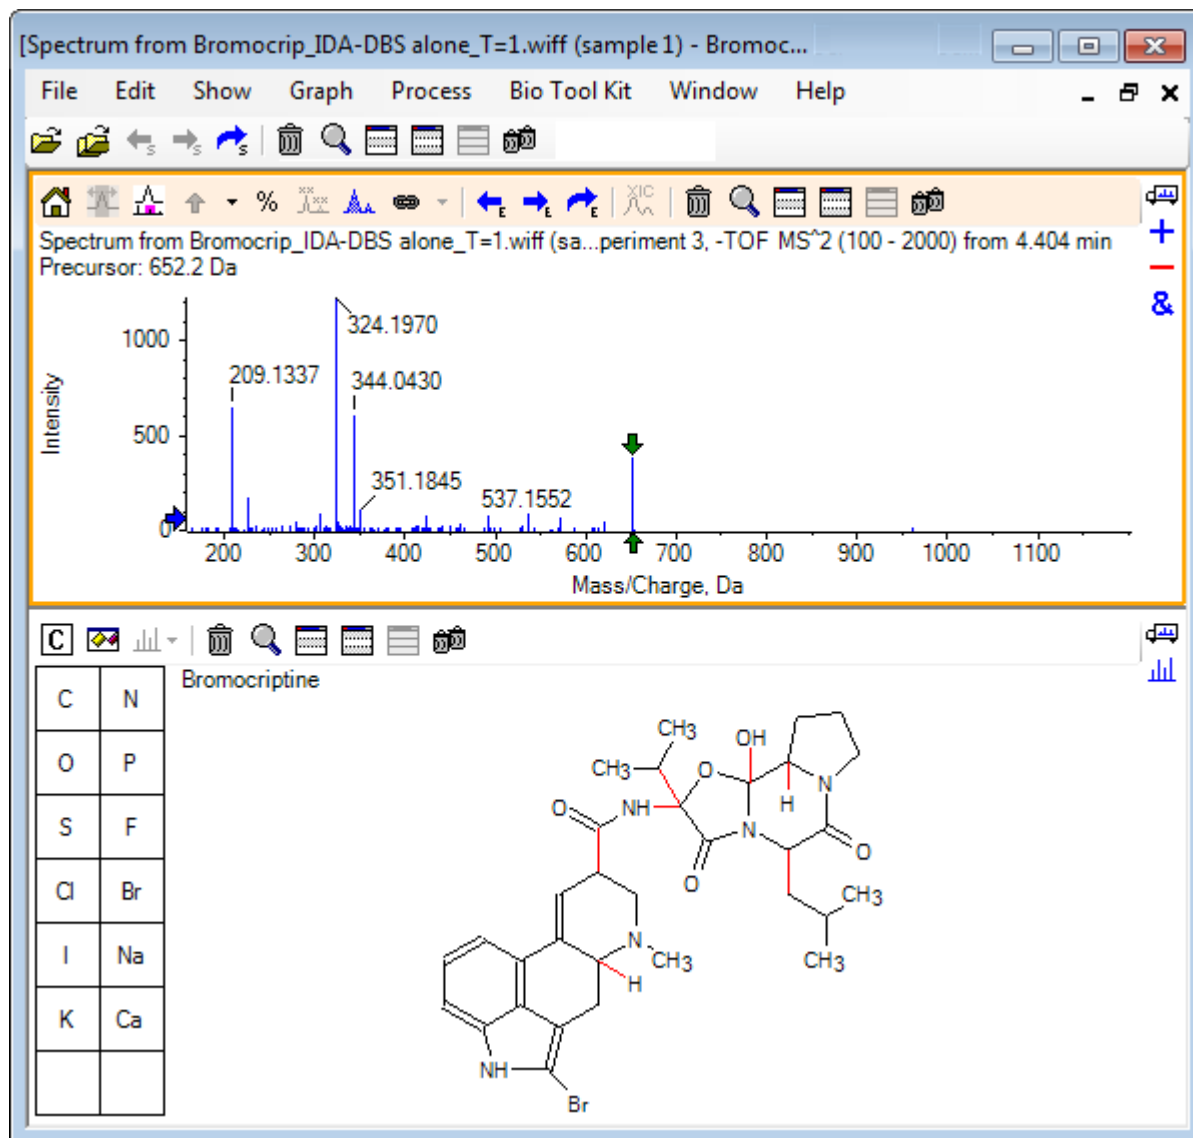 [Spectrum from Bromocrip_IDA-DBS alone_T=1.wiff (sample 1) - Bromoc...
File Edit Show Graph Process Bio Tool Kit Window Help
S S S
% E E E XIC
Spectrum from Bromocrip_IDA-DBS alone_T=1.wiff (sa...periment 3, -TOF MS^2 (100 - 2000) from 4.404 min
Precursor: 652.2 Da
&
Intensity
1000
500
0
324.1970
209.1337 344.0430
351.1845 537.1552
200 300 400 500 600 700 800 900 1000 1100
Mass/Charge, Da
C
Bromocriptine
C N
O P
S F
Cl Br
I Na
K Ca
CH3 OH
CH3 O
N
O NH H
N
O
O
CH3
N CH3
CH3
H
NH
Br